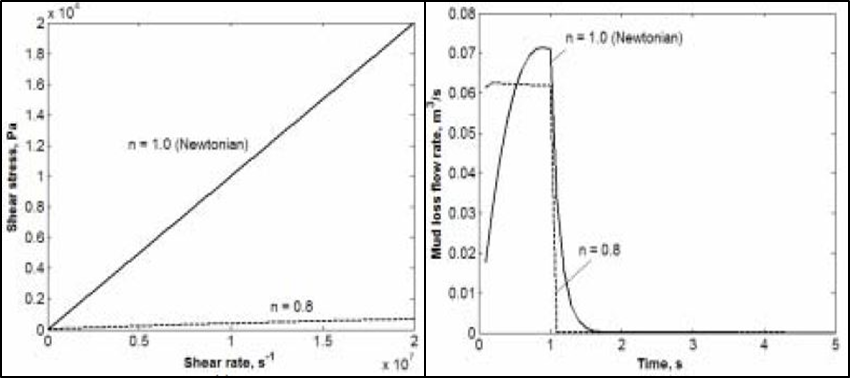 x 10⁴
2
1.8
1.6
1.4
1.2
1
0.8
0.6
0.4
0.2
0
Shear stress, Pa
n = 1.0 (Newtonian)
n = 0.8
0 0.5 1 1.5 2
x 10⁷
Shear rate, s⁻¹
0.08
0.07
0.06
0.05
0.04
0.03
0.02
0.01
0
Mud loss flow rate, m³/s
n = 1.0 (Newtonian)
n = 0.8
0 1 2 3 4 5
Time, s